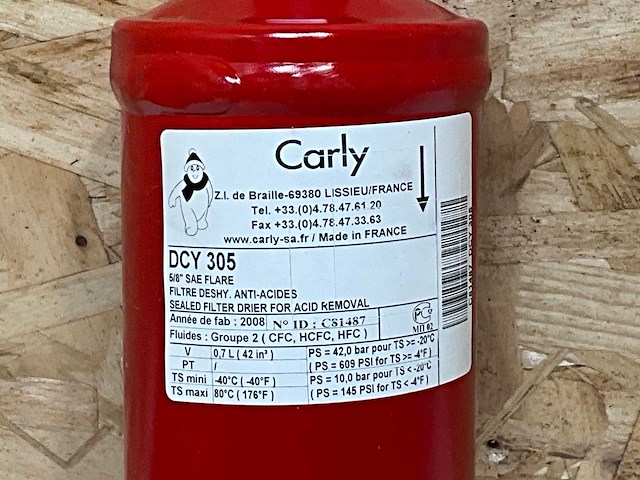 Carly
Z.I. de Braille-69380 LISSIEU/FRANCE
Tel. +33.(0)4.78.47.61.20
Fax +33.(0)4.78.47.33.63
www.carly-sa.fr / Made in FRANCE
DCY 305
5/8" SAE FLARE
FILTRE DESHY. ANTI-ACIDES
SEALED FILTER DRIER FOR ACID REMOVAL
Année de fab : 2008 N° ID : C81487
Fluides : Groupe 2 ( CFC, HCFC, HFC ) МП 02
V 0,7 L ( 42 in³ ) PS = 42,0 bar pour TS >= -20°C
PT / ( PS = 609 PSI for TS >= -4°F )
TS mini -40°C ( -40°F ) PS = 10,0 bar pour TS < -20°C
TS maxi 80°C ( 176°F ) ( PS = 145 PSI for TS < -4°F )